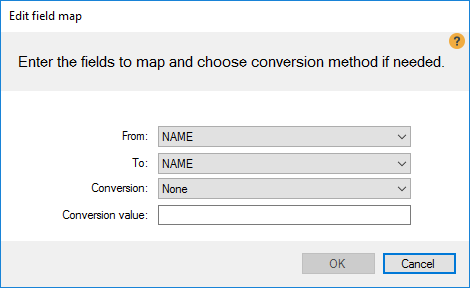 Edit field map
?
Enter the fields to map and choose conversion method if needed.
From: NAME
To: NAME
Conversion: None
Conversion value:
OK Cancel